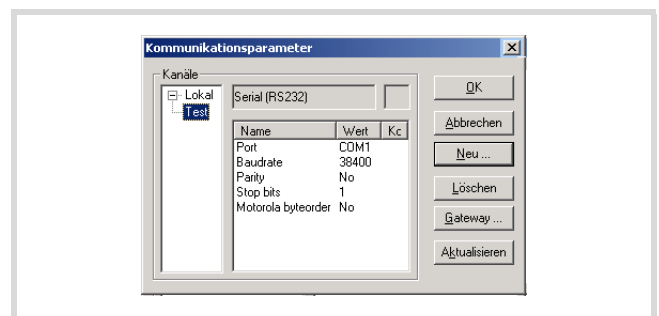 Kommunikationsparameter
Kanäle
Lokal
Test
Serial (RS232)
Name Wert Kc
Port COM1
Baudrate 38400
Parity No
Stop bits 1
Motorola byteorder No
OK
Abbrechen
Neu ...
Löschen
Gateway ...
Aktualisieren